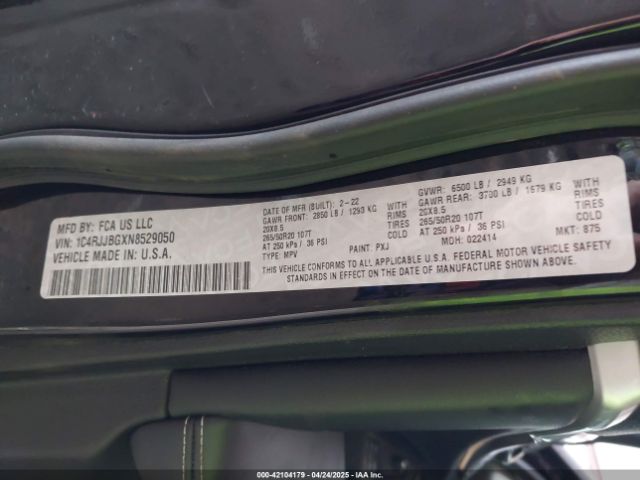 MFD BY: FCA US LLC
VIN: 1C4RJJBGXN8529050
VEHICLE MADE IN: U.S.A.
DATE OF MFR (BUILT): 2-22
GAWR FRONT: 2850 LB / 1293 KG WITH
20X8.5 RIMS
265/50R20 107T TIRES
AT 250 kPa / 36 PSI COLD
TYPE: MPV PAINT: PXJ
GVWR: 6500 LB / 2949 KG
GAWR REAR: 3700 LB / 1679 KG WITH
20X8.5 RIMS
265/50R20 107T TIRES
AT 250 kPa / 36 PSI COLD
MDH: 022414 MKT: 875
THIS VEHICLE CONFORMS TO ALL APPLICABLE U.S.A. FEDERAL MOTOR VEHICLE SAFETY
STANDARDS IN EFFECT ON THE DATE OF MANUFACTURE SHOWN ABOVE.
000-42104179 - 04/24/2025 - IAAI.com